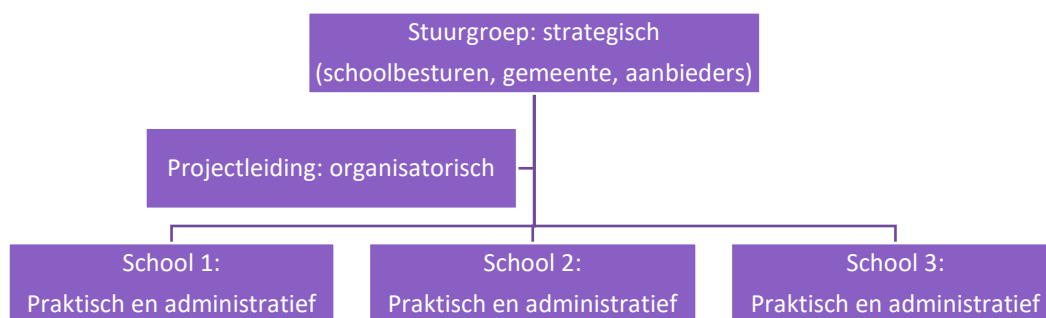 Stuurgroep: strategisch
(schoolbesturen, gemeente, aanbieders)
Projectleiding: organisatorisch
School 1:
Praktisch en administratief
School 2:
Praktisch en administratief
School 3:
Praktisch en administratief